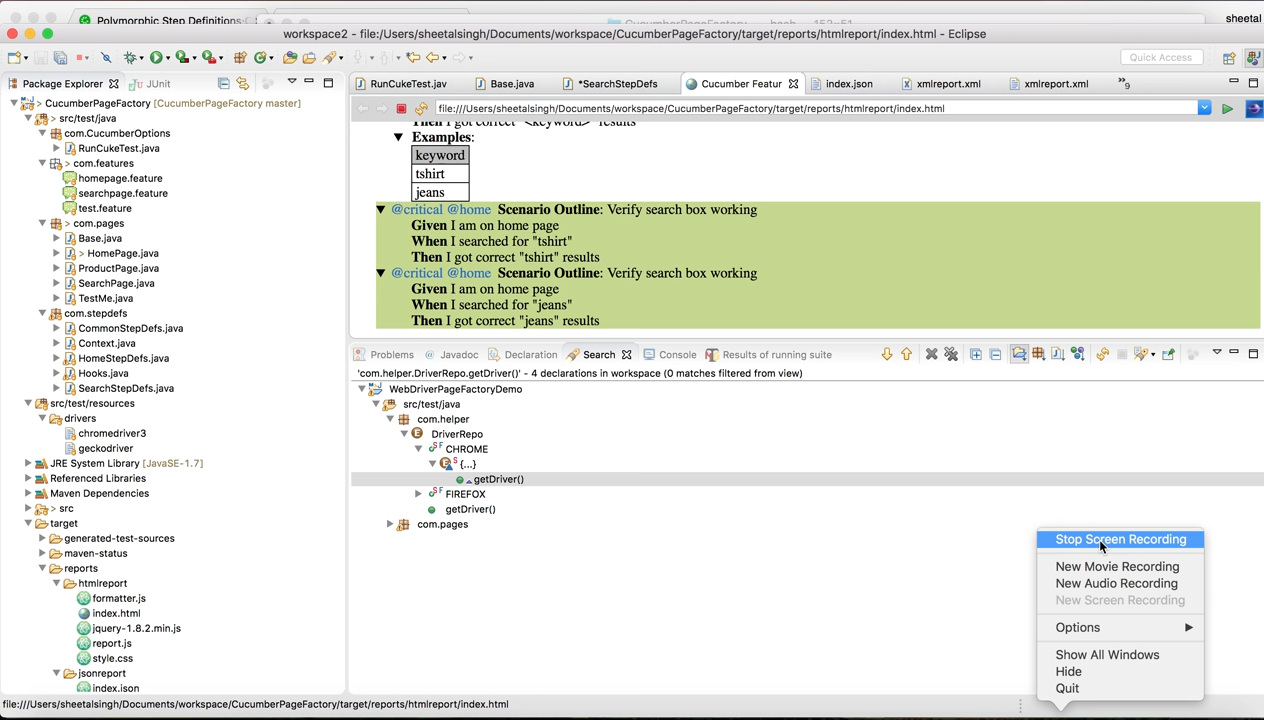 Polymorphic Step Definitions
sheetal
workspace2 - file:///Users/sheetalsingh/Documents/workspace/CucumberPageFactory/target/reports/htmlreport/index.html - Eclipse
Quick Access
Package Explorer
JUnit
RunCukeTest.jav
Base.java
*SearchStepDefs
Cucumber Featur
index.json
xmlreport.xml
xmlreport.xml
»9
file:///Users/sheetalsingh/Documents/workspace/CucumberPageFactory/target/reports/htmlreport/index.html
> CucumberPageFactory [CucumberPageFactory master]
> src/test/java
com.CucumberOptions
RunCukeTest.java
> com.features
homepage.feature
searchpage.feature
test.feature
> com.pages
Base.java
> HomePage.java
ProductPage.java
SearchPage.java
TestMe.java
com.stepdefs
CommonStepDefs.java
Context.java
HomeStepDefs.java
Hooks.java
SearchStepDefs.java
src/test/resources
drivers
chromedriver3
geckodriver
JRE System Library [JavaSE-1.7]
Referenced Libraries
Maven Dependencies
> src
target
generated-test-sources
maven-status
reports
htmlreport
formatter.js
index.html
jquery-1.8.2.min.js
report.js
style.css
jsonreport
index.json
Then I got correct "<keyword>" results
Examples:
keyword
tshirt
jeans
@critical @home Scenario Outline: Verify search box working
Given I am on home page
When I searched for "tshirt"
Then I got correct "tshirt" results
@critical @home Scenario Outline: Verify search box working
Given I am on home page
When I searched for "jeans"
Then I got correct "jeans" results
Problems
Javadoc
Declaration
Search
Console
Results of running suite
'com.helper.DriverRepo.getDriver()' - 4 declarations in workspace (0 matches filtered from view)
WebDriverPageFactoryDemo
src/test/java
com.helper
DriverRepo
CHROME
{...}
getDriver()
FIREFOX
getDriver()
com.pages
Stop Screen Recording
New Movie Recording
New Audio Recording
New Screen Recording
Options
Show All Windows
Hide
Quit
file:///Users/sheetalsingh/Documents/workspace/CucumberPageFactory/target/reports/htmlreport/index.html